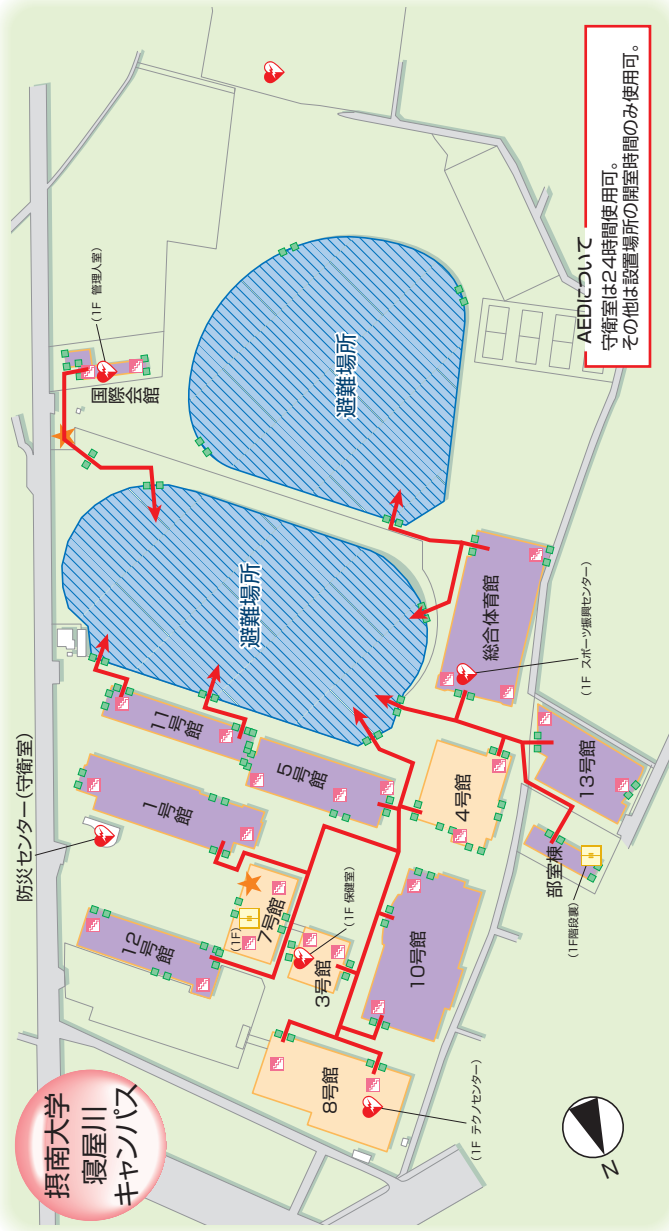 摂南大学
寝屋川
キャンパス
防災センター(守衛室)
12号館
1号館
11号館
5号館
7号館
(1F)
3号館
(1F 保健室)
8号館
(1F テクノセンター)
10号館
4号館
13号館
部室棟
(1F階段裏)
総合体育館
(1F スポーツ振興センター)
国際会館
(1F 管理人室)
避難場所
避難場所
AEDについて
守衛室は24時間使用可。
その他は設置場所の開室時間のみ使用可。
N